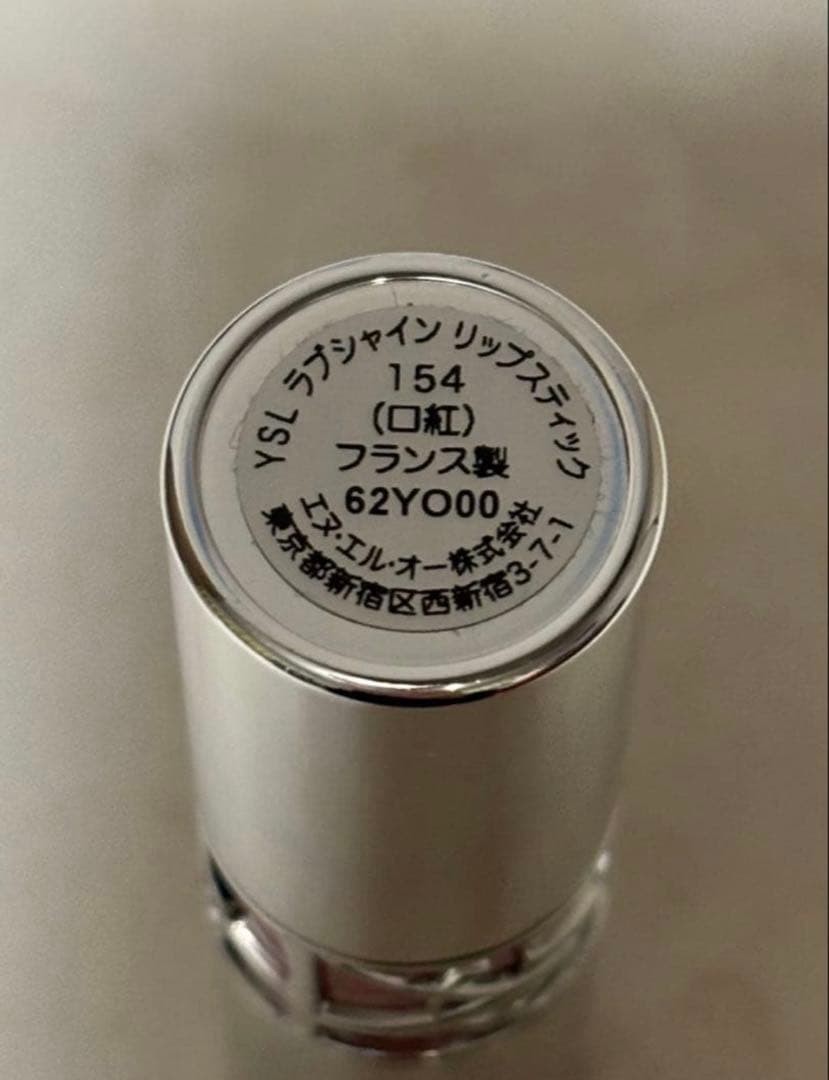 YSL ラブシャイン リップスティック
154
(口紅)
フランス製
62YO00
エヌ・エル・オー株式会社
東京都新宿区西新宿3-7-1